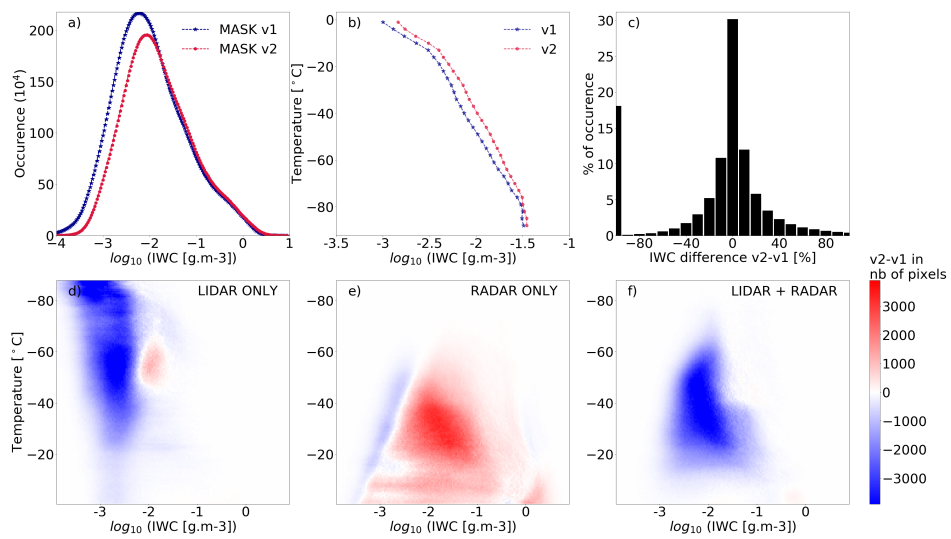 a)
MASK v1
MASK v2
200
150
100
50
0
Occurence (10⁴)
−4
−3
−2
−1
0
1
log₁₀ (IWC [g.m-3])
b)
v1
v2
0
−20
−40
−60
−80
Temperature [ ° C]
−3.5
−3
−2.5
−2
−1.5
−1
log₁₀ (IWC [g.m-3])
c)
30
25
20
15
10
5
0
% of occurence
−80
−40
0
40
80
IWC difference v2-v1 [%]
d)
LIDAR ONLY
−80
−60
−40
−20
Temperature [ ° C]
-3
-2
-1
0
log₁₀ (IWC [g.m-3])
e)
RADAR ONLY
−80
−60
−40
−20
-3
-2
-1
0
log₁₀ (IWC [g.m-3])
f)
LIDAR + RADAR
−80
−60
−40
−20
-3
-2
-1
0
log₁₀ (IWC [g.m-3])
v2-v1 in
nb of pixels
3000
2000
1000
0
−1000
−2000
−3000